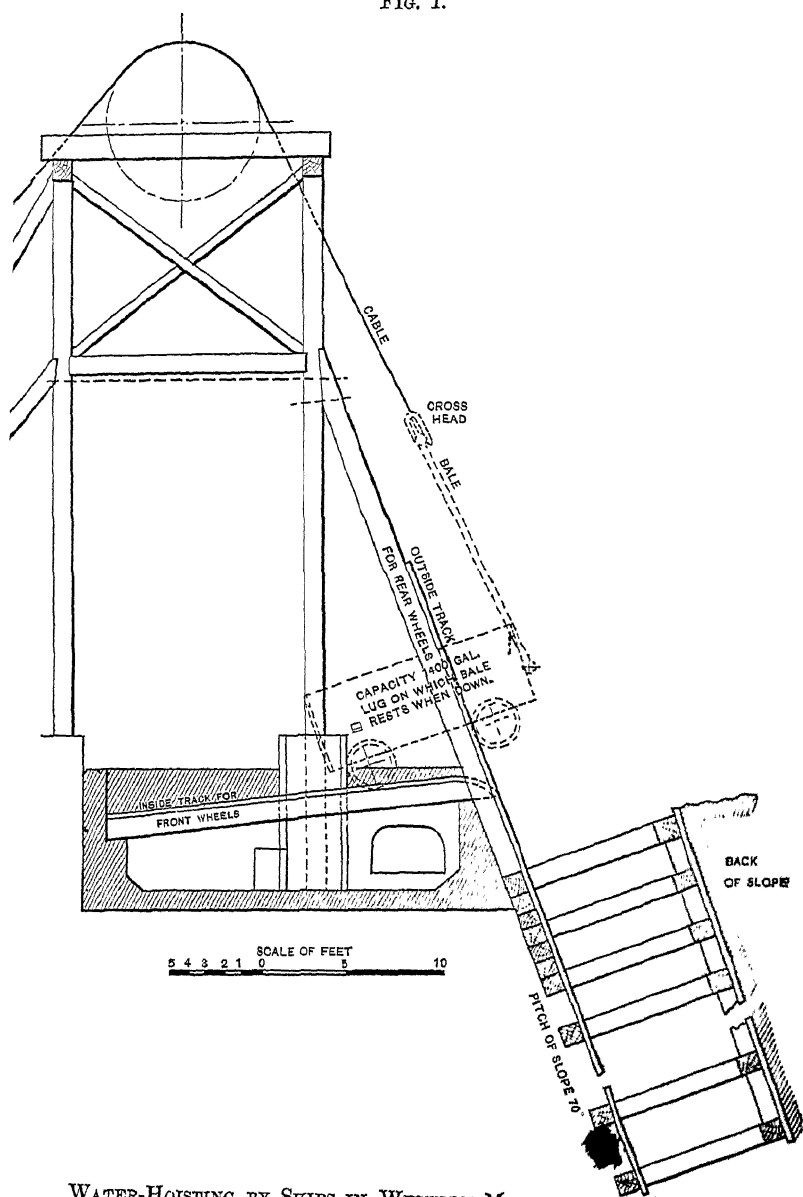 FIG. 1.
CABLE
CROSS
HEAD
BALE
OUTSIDE TRACK
FOR REAR WHEELS
CAPACITY 1400 GAL.
LUG ON WHICH BALE
RESTS WHEN DOWN.
INSIDE TRACK FOR
FRONT WHEELS
BACK
OF SLOPE
SCALE OF FEET
5 4 3 2 1 0 5 10
PITCH OF SLOPE 70°
WATER-HOISTING BY SKIPS IN